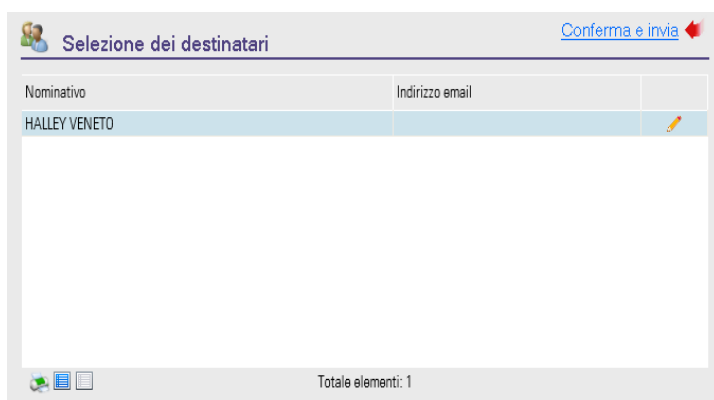 Selezione dei destinatari
Conferma e invia
Nominativo Indirizzo email
HALLEY VENETO
Totale elementi: 1